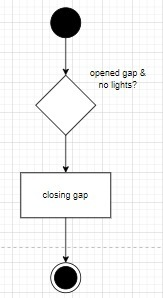 opened gap &
no lights?
closing gap